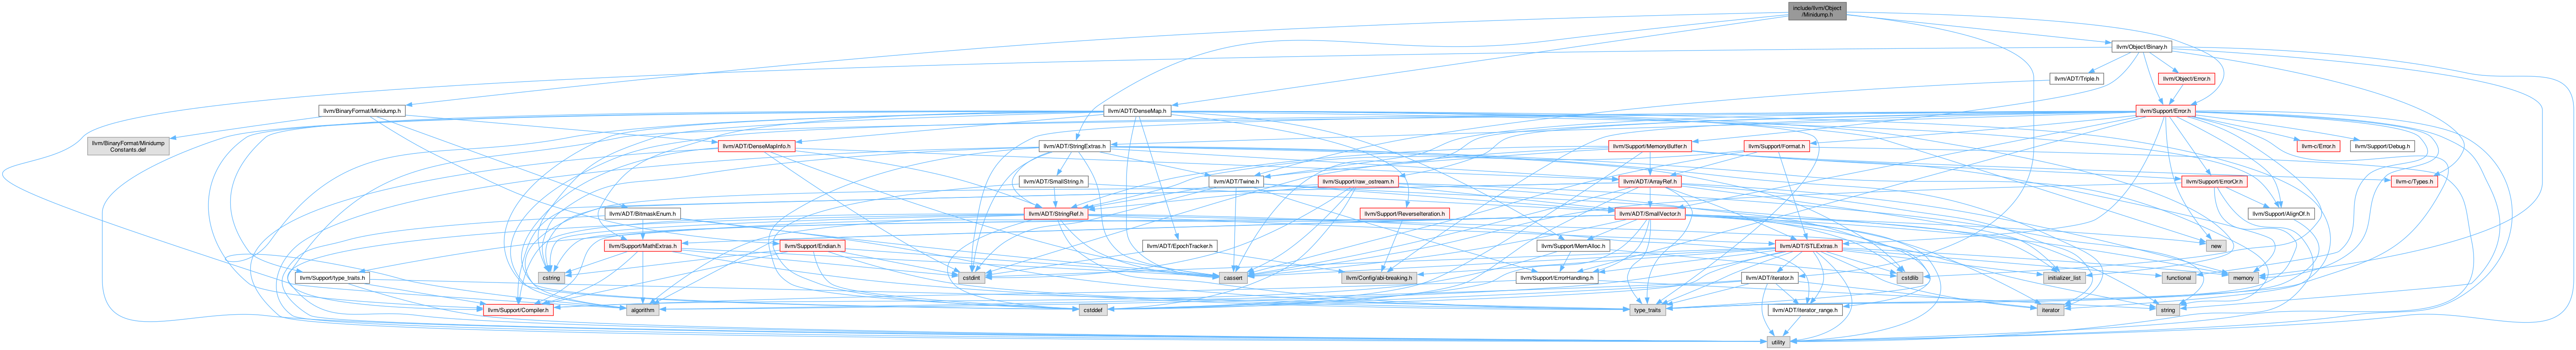 include/llvm/Object
/Minidump.h
llvm/Object/Binary.h
llvm/ADT/Triple.h
llvm/Object/Error.h
llvm/BinaryFormat/Minidump.h
llvm/ADT/DenseMap.h
llvm/Support/Error.h
llvm/BinaryFormat/Minidump
Constants.def
llvm/ADT/DenseMapInfo.h
llvm/ADT/StringExtras.h
llvm/Support/MemoryBuffer.h
llvm/Support/Format.h
llvm-c/Error.h
llvm/Support/Debug.h
llvm/ADT/SmallString.h
llvm/ADT/Twine.h
llvm/Support/raw_ostream.h
llvm/ADT/ArrayRef.h
llvm/Support/ErrorOr.h
llvm-c/Types.h
llvm/ADT/BitmaskEnum.h
llvm/ADT/StringRef.h
llvm/Support/ReverseIteration.h
llvm/ADT/SmallVector.h
llvm/Support/AlignOf.h
llvm/Support/MathExtras.h
llvm/Support/Endian.h
llvm/ADT/EpochTracker.h
llvm/Support/MemAlloc.h
llvm/ADT/STLExtras.h
new
llvm/Support/type_traits.h
cstring
cstdint
cassert
llvm/Config/abi-breaking.h
llvm/Support/ErrorHandling.h
llvm/ADT/iterator.h
cstdlib
initializer_list
functional
memory
llvm/Support/Compiler.h
algorithm
cstddef
type_traits
llvm/ADT/iterator_range.h
iterator
string
utility